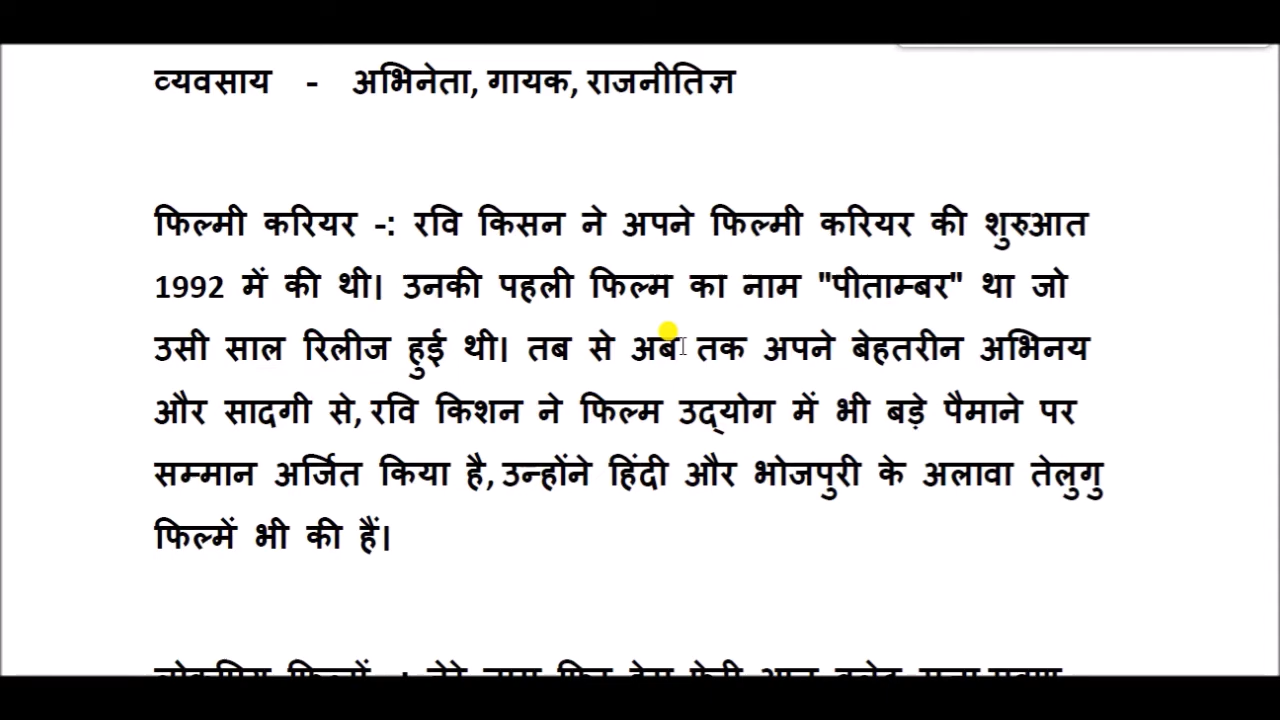 व्यवसाय - अभिनेता, गायक, राजनीतिज्ञ
फिल्मी करियर -: रवि किसन ने अपने फिल्मी करियर की शुरुआत
1992 में की थी। उनकी पहली फिल्म का नाम "पीताम्बर" था जो
उसी साल रिलीज हुई थी। तब से अब तक अपने बेहतरीन अभिनय
और सादगी से, रवि किशन ने फिल्म उद्योग में भी बड़े पैमाने पर
सम्मान अर्जित किया है, उन्होंने हिंदी और भोजपुरी के अलावा तेलुगु
फिल्में भी की हैं।